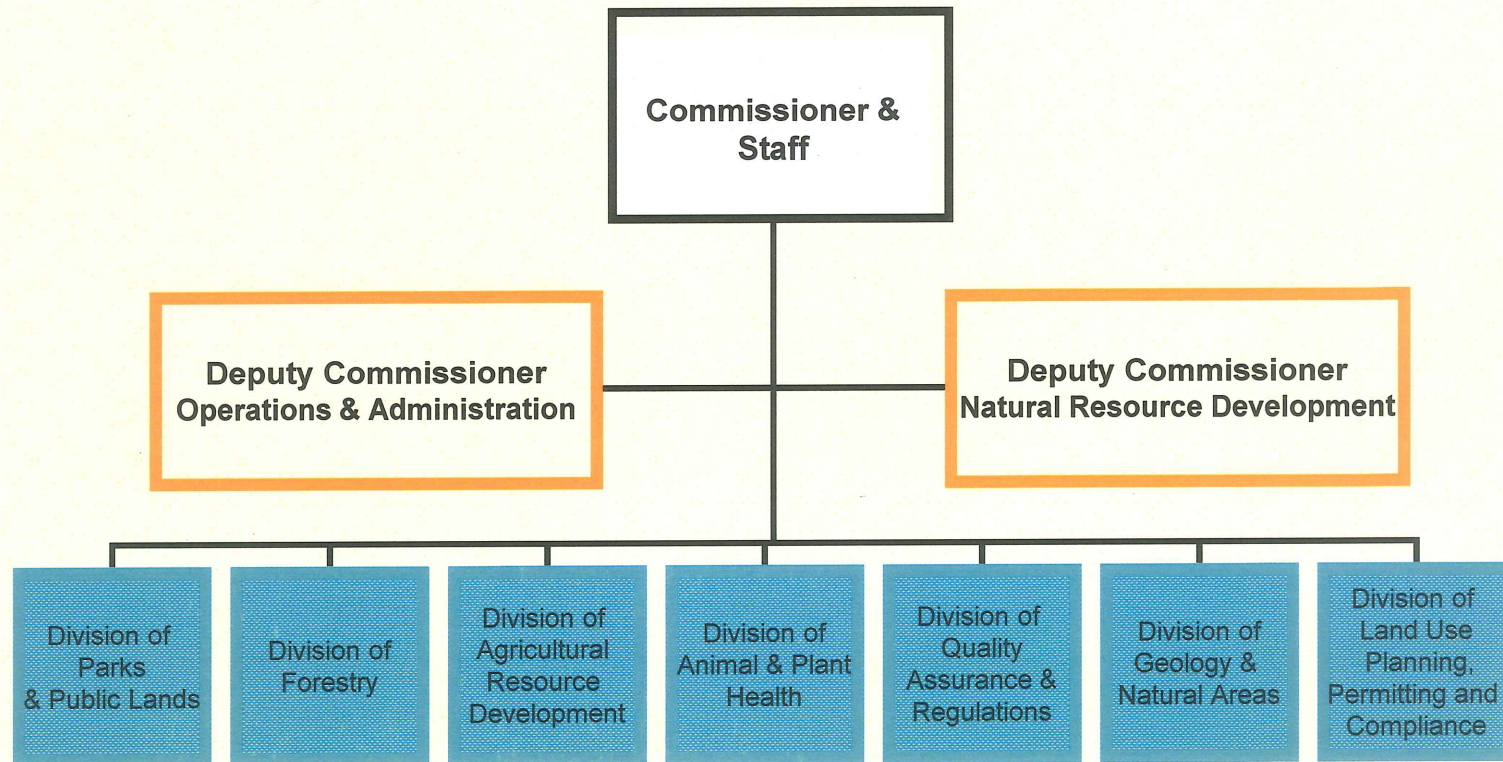 Commissioner &
Staff
Deputy Commissioner
Operations & Administration
Deputy Commissioner
Natural Resource Development
Division of
Parks
& Public Lands
Division of
Forestry
Division of
Agricultural
Resource
Development
Division of
Animal & Plant
Health
Division of
Quality
Assurance &
Regulations
Division of
Geology &
Natural Areas
Division of
Land Use
Planning,
Permitting and
Compliance